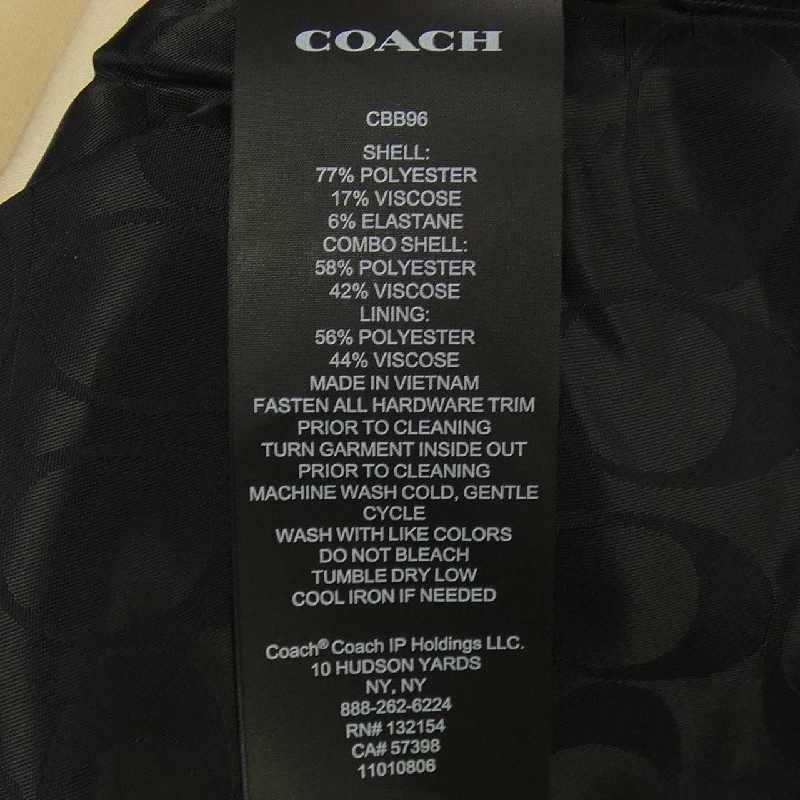 COACH
CBB96
SHELL:
77% POLYESTER
17% VISCOSE
6% ELASTANE
COMBO SHELL:
58% POLYESTER
42% VISCOSE
LINING:
56% POLYESTER
44% VISCOSE
MADE IN VIETNAM
FASTEN ALL HARDWARE TRIM
PRIOR TO CLEANING
TURN GARMENT INSIDE OUT
PRIOR TO CLEANING
MACHINE WASH COLD, GENTLE
CYCLE
WASH WITH LIKE COLORS
DO NOT BLEACH
TUMBLE DRY LOW
COOL IRON IF NEEDED
Coach® Coach IP Holdings LLC.
10 HUDSON YARDS
NY, NY
888-262-6224
RN# 132154
CA# 57398
11010806